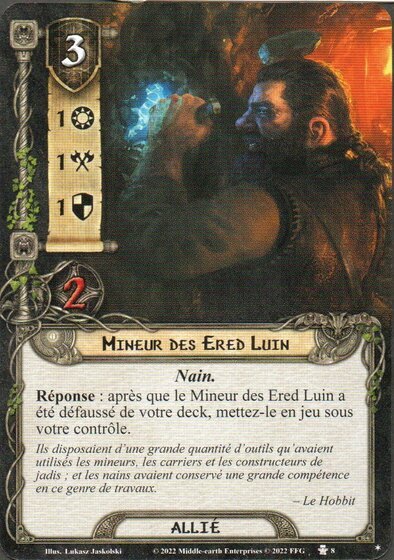 3
1
1
1
2
Mineur des Ered Luin
Nain.
Réponse : après que le Mineur des Ered Luin a
été défaussé de votre deck, mettez-le en jeu sous
votre contrôle.
Ils disposaient d'une grande quantité d'outils qu'avaient
utilisés les mineurs, les carriers et les constructeurs de
jadis ; et les nains avaient conservé une grande compétence
en ce genre de travaux.
– Le Hobbit
Allié
Illus. Lukasz Jaskolski © 2022 Middle-earth Enterprises © 2022 FFG 8